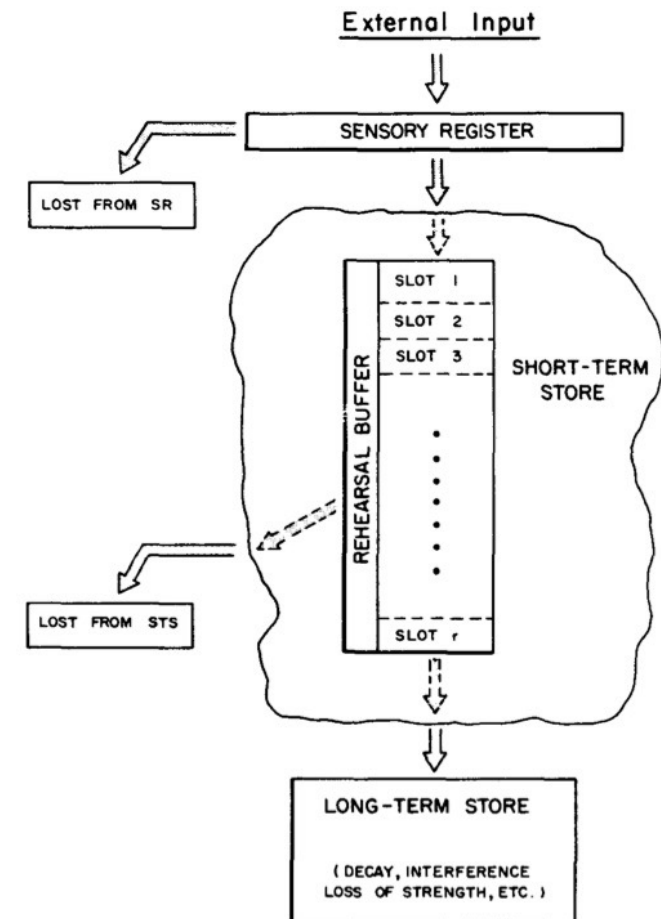 External Input
SENSORY REGISTER
LOST FROM SR
SLOT 1
SLOT 2
SLOT 3
SHORT-TERM
STORE
REHEARSAL BUFFER
LOST FROM STS
SLOT r
LONG-TERM STORE
(DECAY, INTERFERENCE
LOSS OF STRENGTH, ETC.)